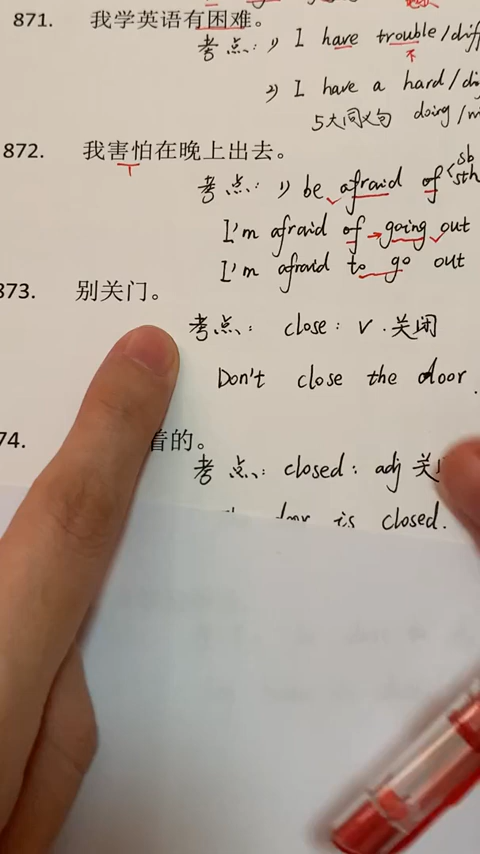 871. 我学英语有困难。
考点: 1) I have trouble/diff
2) I have a hard/di
5大同义句 doing/
872. 我害怕在晚上出去。
考点: 1) be afraid of <sb sth
I'm afraid of → going out
I'm afraid to go out
873. 别关门。
考点: close: v. 关闭
Don't close the door.
74. 着的。
考点: closed: adj 关
is closed.